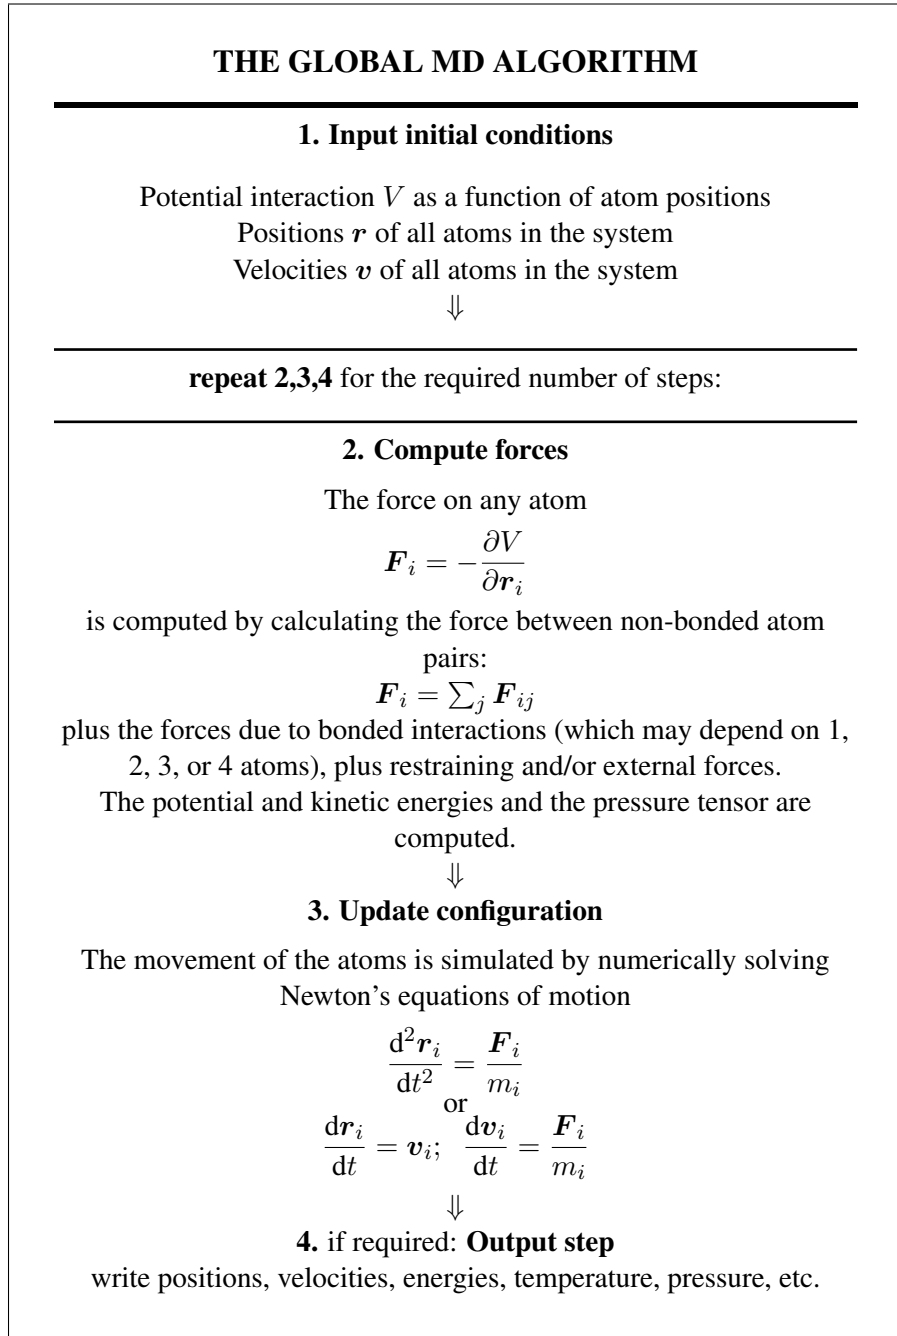 THE GLOBAL MD ALGORITHM
1. Input initial conditions
Potential interaction V as a function of atom positions
Positions r of all atoms in the system
Velocities v of all atoms in the system
⇓
repeat 2,3,4 for the required number of steps:
2. Compute forces
The force on any atom
F_i = −∂V/∂r_i
is computed by calculating the force between non-bonded atom
pairs:
F_i = ∑_j F_ij
plus the forces due to bonded interactions (which may depend on 1,
2, 3, or 4 atoms), plus restraining and/or external forces.
The potential and kinetic energies and the pressure tensor are
computed.
⇓
3. Update configuration
The movement of the atoms is simulated by numerically solving
Newton’s equations of motion
d²r_i/dt² = F_i/m_i
or
dr_i/dt = v_i; dv_i/dt = F_i/m_i
⇓
4. if required: Output step
write positions, velocities, energies, temperature, pressure, etc.